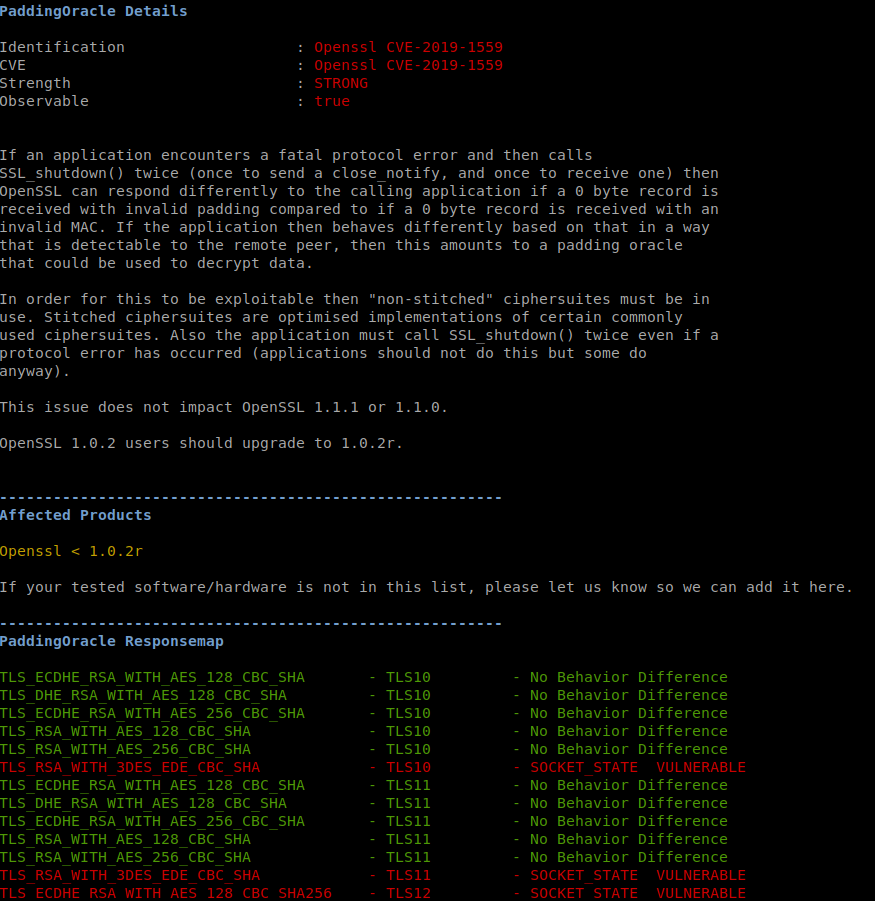 PaddingOracle Details
Identification : Openssl CVE-2019-1559
CVE : Openssl CVE-2019-1559
Strength : STRONG
Observable : true
If an application encounters a fatal protocol error and then calls
SSL_shutdown() twice (once to send a close_notify, and once to receive one) then
OpenSSL can respond differently to the calling application if a 0 byte record is
received with invalid padding compared to if a 0 byte record is received with an
invalid MAC. If the application then behaves differently based on that in a way
that is detectable to the remote peer, then this amounts to a padding oracle
that could be used to decrypt data.
In order for this to be exploitable then "non-stitched" ciphersuites must be in
use. Stitched ciphersuites are optimised implementations of certain commonly
used ciphersuites. Also the application must call SSL_shutdown() twice even if a
protocol error has occurred (applications should not do this but some do
anyway).
This issue does not impact OpenSSL 1.1.1 or 1.1.0.
OpenSSL 1.0.2 users should upgrade to 1.0.2r.
--------------------------------------------------------
Affected Products
Openssl < 1.0.2r
If your tested software/hardware is not in this list, please let us know so we can add it here.
--------------------------------------------------------
PaddingOracle Responsemap
TLS_ECDHE_RSA_WITH_AES_128_CBC_SHA - TLS10 - No Behavior Difference
TLS_DHE_RSA_WITH_AES_128_CBC_SHA - TLS10 - No Behavior Difference
TLS_ECDHE_RSA_WITH_AES_256_CBC_SHA - TLS10 - No Behavior Difference
TLS_RSA_WITH_AES_128_CBC_SHA - TLS10 - No Behavior Difference
TLS_RSA_WITH_AES_256_CBC_SHA - TLS10 - No Behavior Difference
TLS_RSA_WITH_3DES_EDE_CBC_SHA - TLS10 - SOCKET_STATE VULNERABLE
TLS_ECDHE_RSA_WITH_AES_128_CBC_SHA - TLS11 - No Behavior Difference
TLS_DHE_RSA_WITH_AES_128_CBC_SHA - TLS11 - No Behavior Difference
TLS_ECDHE_RSA_WITH_AES_256_CBC_SHA - TLS11 - No Behavior Difference
TLS_RSA_WITH_AES_128_CBC_SHA - TLS11 - No Behavior Difference
TLS_RSA_WITH_AES_256_CBC_SHA - TLS11 - No Behavior Difference
TLS_RSA_WITH_3DES_EDE_CBC_SHA - TLS11 - SOCKET_STATE VULNERABLE
TLS_ECDHE_RSA_WITH_AES_128_CBC_SHA256 - TLS12 - SOCKET_STATE VULNERABLE